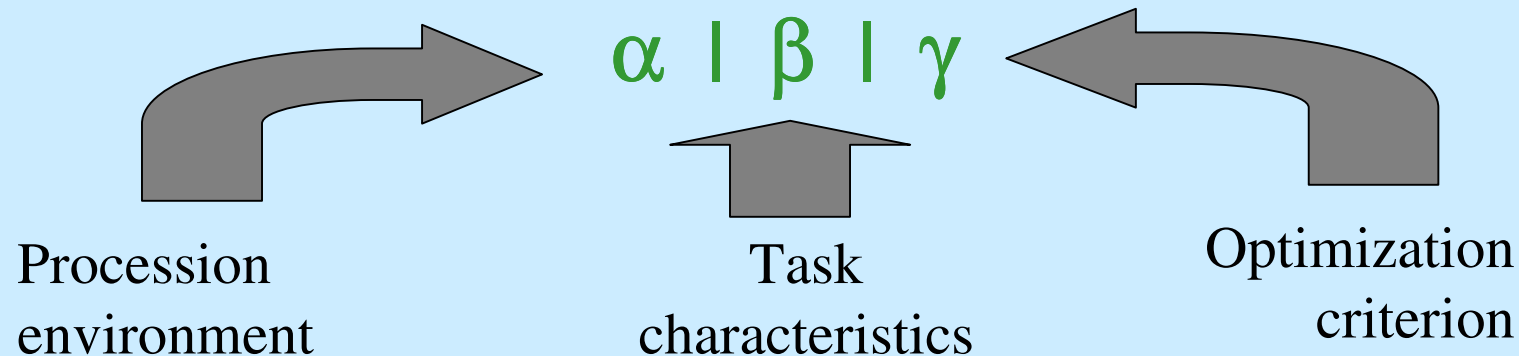 α | β | γ
Procession
environment
Task
characteristics
Optimization
criterion